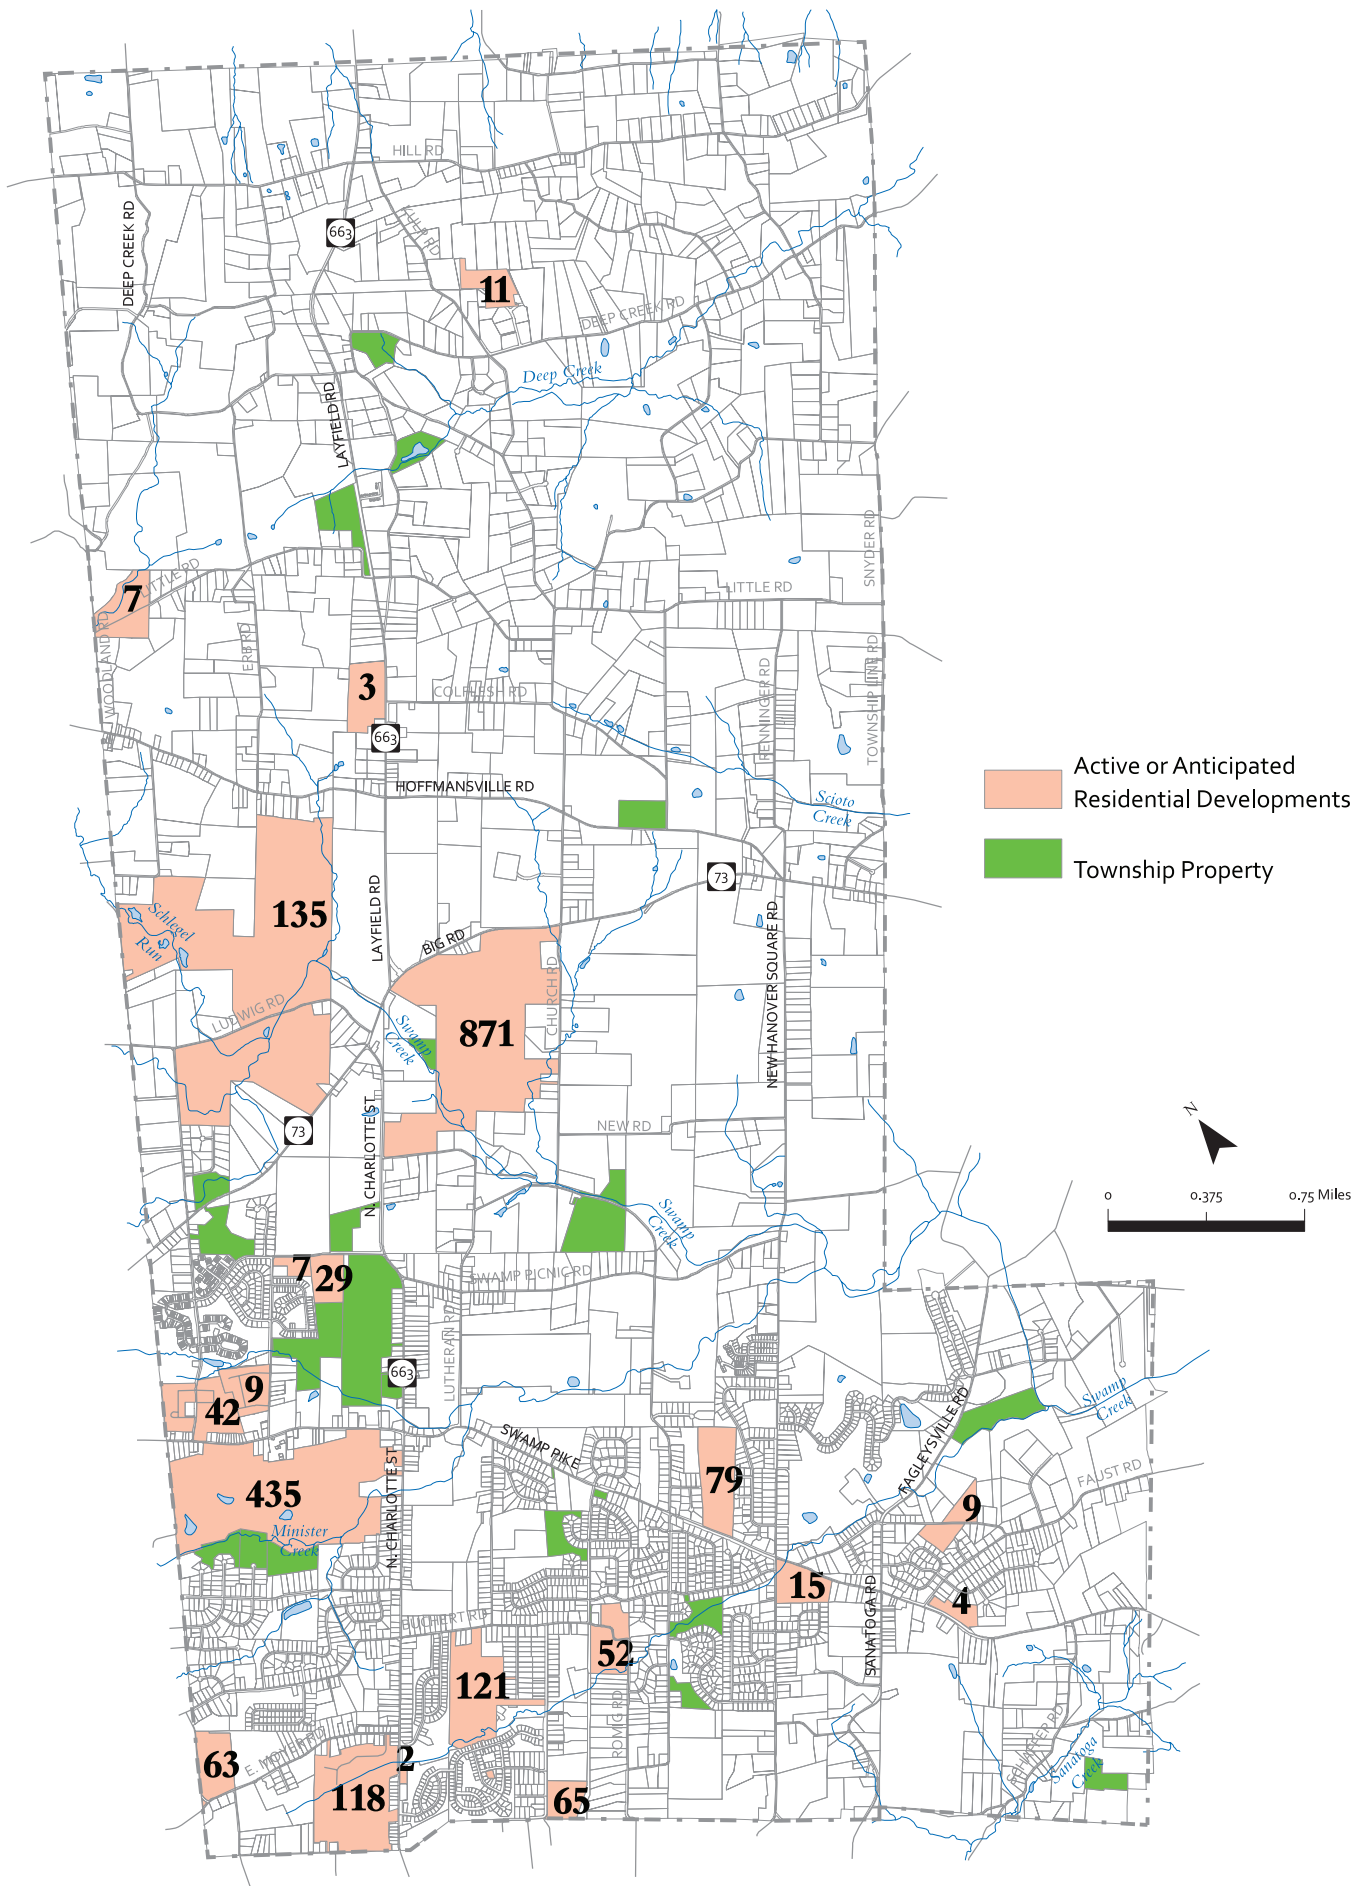 HILL RD
DEEP CREEK RD
663
KULP RD
11
DEEP CREEK RD
Deep Creek
LAYFIELD RD
SNYDER RD
LITTLE RD
LITTLE RD
7
WOODLAND RD
ERB RD
3
COLFLESH RD
RENNINGER RD
TOWNSHIP LINE RD
663
HOFFMANSVILLE RD
Scioto
Creek
Active or Anticipated
Residential Developments
Township Property
73
135
Schlegel
Run
LAYFIELD RD
BIG RD
NEW HANOVER SQUARE RD
CHURCH RD
LUDWIG RD
871
Swamp
Creek
N
73
N. CHARLOTTE ST
NEW RD
0
0.375
0.75 Miles
Swamp
Creek
7
29
SWAMP PICNIC RD
LUTHERAN RD
663
9
42
Swamp
Creek
FAGLEYSVILLE RD
SWAMP PIKE
FAUST RD
79
435
9
N. CHARLOTTE ST
Minister
Creek
15
4
SANATOGA RD
BUCHERT RD
52
121
ROMIG RD
63
E. MOYER RD
2
118
65
PFEIFFER RD
Sanatoga
Creek